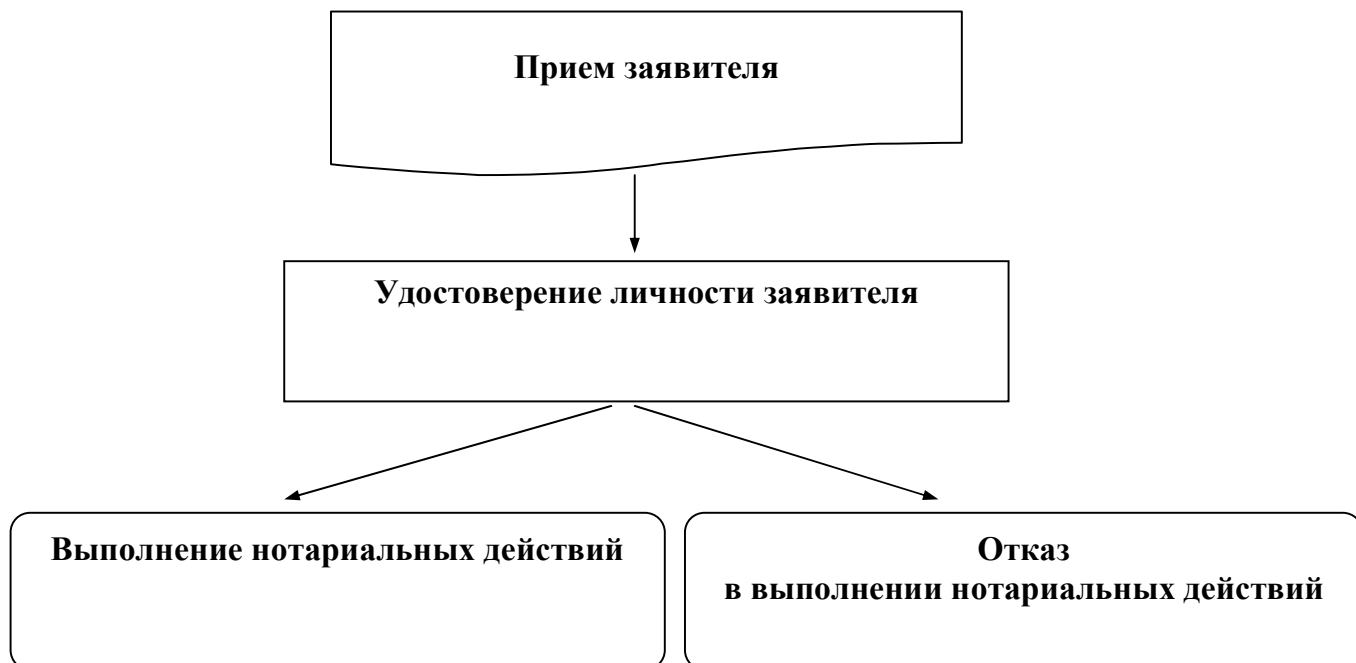 Прием заявителя
Удостоверение личности заявителя
Выполнение нотариальных действий
Отказ
в выполнении нотариальных действий